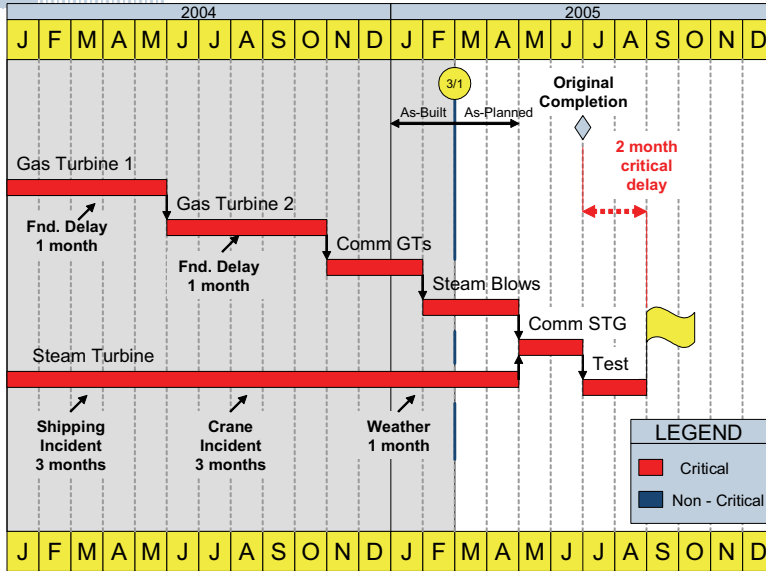 2004 2005
J F M A M J J A S O N D J F M A M J J A S O N D
3/1
Original
Completion
As-Built As-Planned
2 month
critical
delay
Gas Turbine 1
Fnd. Delay
1 month
Gas Turbine 2
Fnd. Delay
1 month
Comm GTs
Steam Blows
Comm STG
Test
Steam Turbine
Shipping
Incident
3 months
Crane
Incident
3 months
Weather
1 month
LEGEND
Critical
Non - Critical
J F M A M J J A S O N D J F M A M J J A S O N D